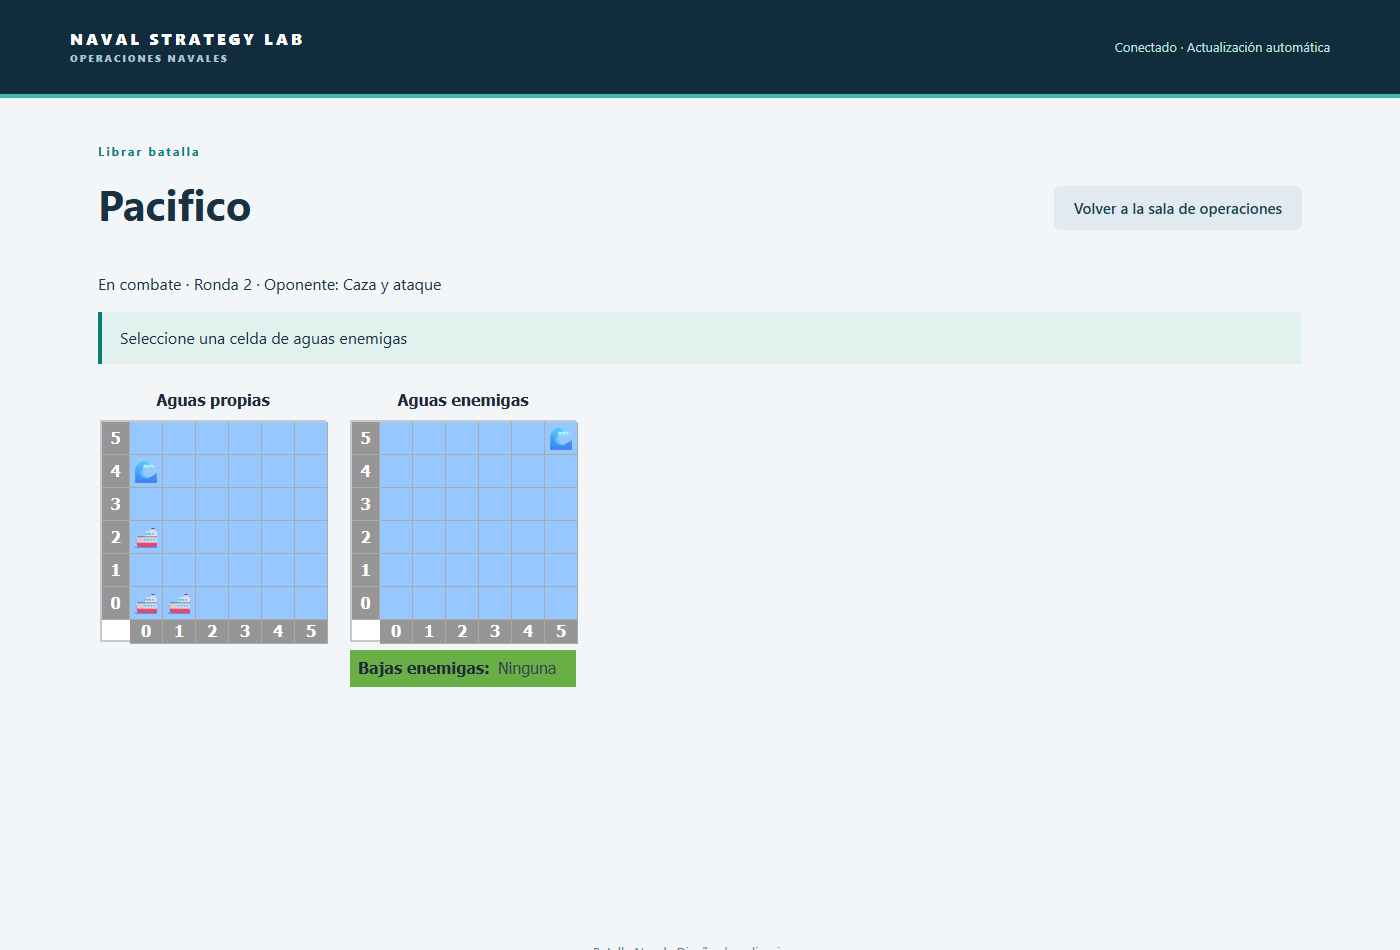 NAVAL STRATEGY LAB
OPERACIONES NAVALES
Conectado · Actualización automática
Librar batalla
Pacifico
Volver a la sala de operaciones
En combate · Ronda 2 · Oponente: Caza y ataque
Seleccione una celda de aguas enemigas
Aguas propias
5
4
3
2
1
0
0 1 2 3 4 5
Aguas enemigas
5
4
3
2
1
0
0 1 2 3 4 5
Bajas enemigas: Ninguna